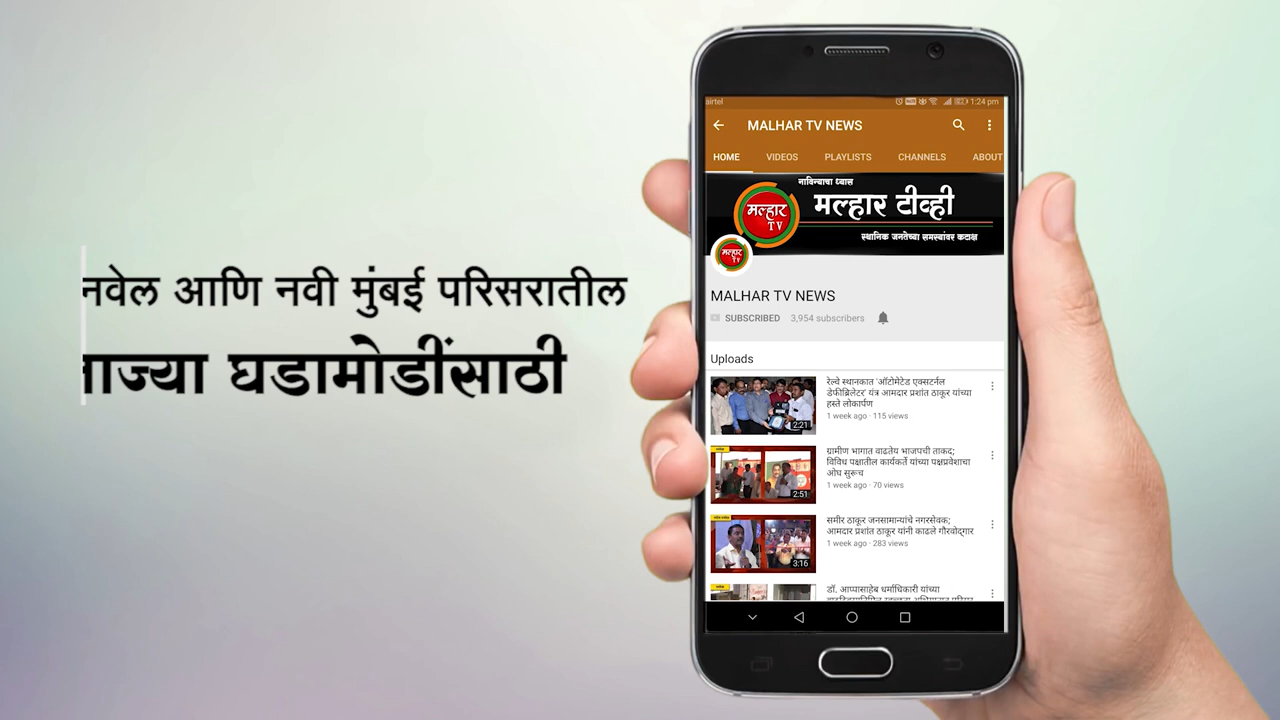 नवेल आणि नवी मुंबई परिसरातील
ाज्या घडामोडींसाठी
airtel
1:24 pm
MALHAR TV NEWS
HOME VIDEOS PLAYLISTS CHANNELS ABOUT
नाविन्याचा ध्यास
मल्हार TV
मल्हार टीव्ही
स्थानिक जनतेच्या समस्यांवर कटाक्ष
मल्हार TV
MALHAR TV NEWS
SUBSCRIBED 3,954 subscribers
Uploads
रेल्वे स्थानकात 'ऑटोमेटेड एक्सटर्नल
डेफीब्रिलेटर' यंत्र आमदार प्रशांत ठाकूर यांच्या
हस्ते लोकार्पण
1 week ago · 115 views
2:21
ग्रामीण भागात वाढतेय भाजपची ताकद;
विविध पक्षातील कार्यकर्ते यांच्या पक्षप्रवेशाचा
ओघ सुरूच
1 week ago · 70 views
2:51
समीर ठाकूर जनसामान्यांचे नगरसेवक;
आमदार प्रशांत ठाकूर यांनी काढले गौरवोद्गार
1 week ago · 283 views
3:16
डॉ. आप्पासाहेब धर्माधिकारी यांच्या